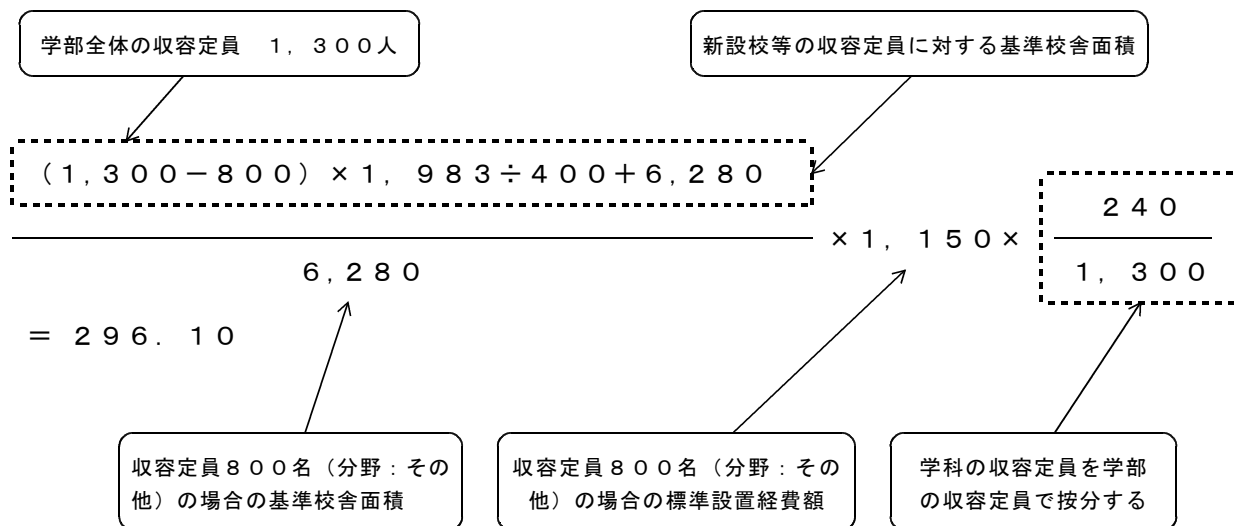 学部全体の収容定員　１，３００人
新設校等の収容定員に対する基準校舎面積
（１，３００－８００）×１，９８３÷４００＋６，２８０
６，２８０
×１，１５０×
２４０
１，３００
＝２９６．１０
収容定員８００名（分野：その
他）の場合の基準校舎面積
収容定員８００名（分野：その
他）の場合の標準設置経費額
学科の収容定員を学部
の収容定員で按分する